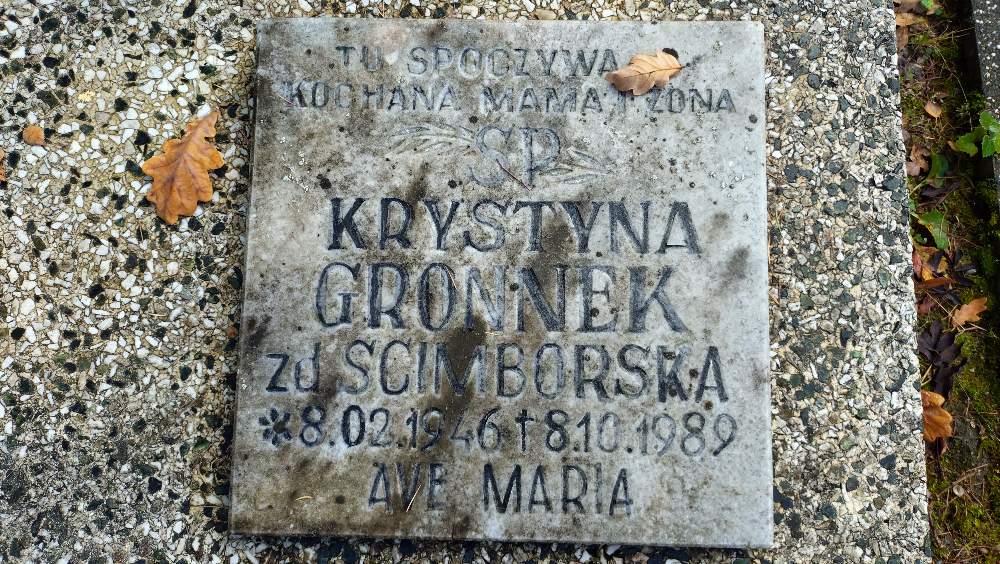 TU SPOCZYWA
KOCHANA MAMA I ŻONA
ŚP
KRYSTYNA
GRONNEK
zd SCIMBORSKA
*8.02.1946 †8.10.1989
AVE MARIA